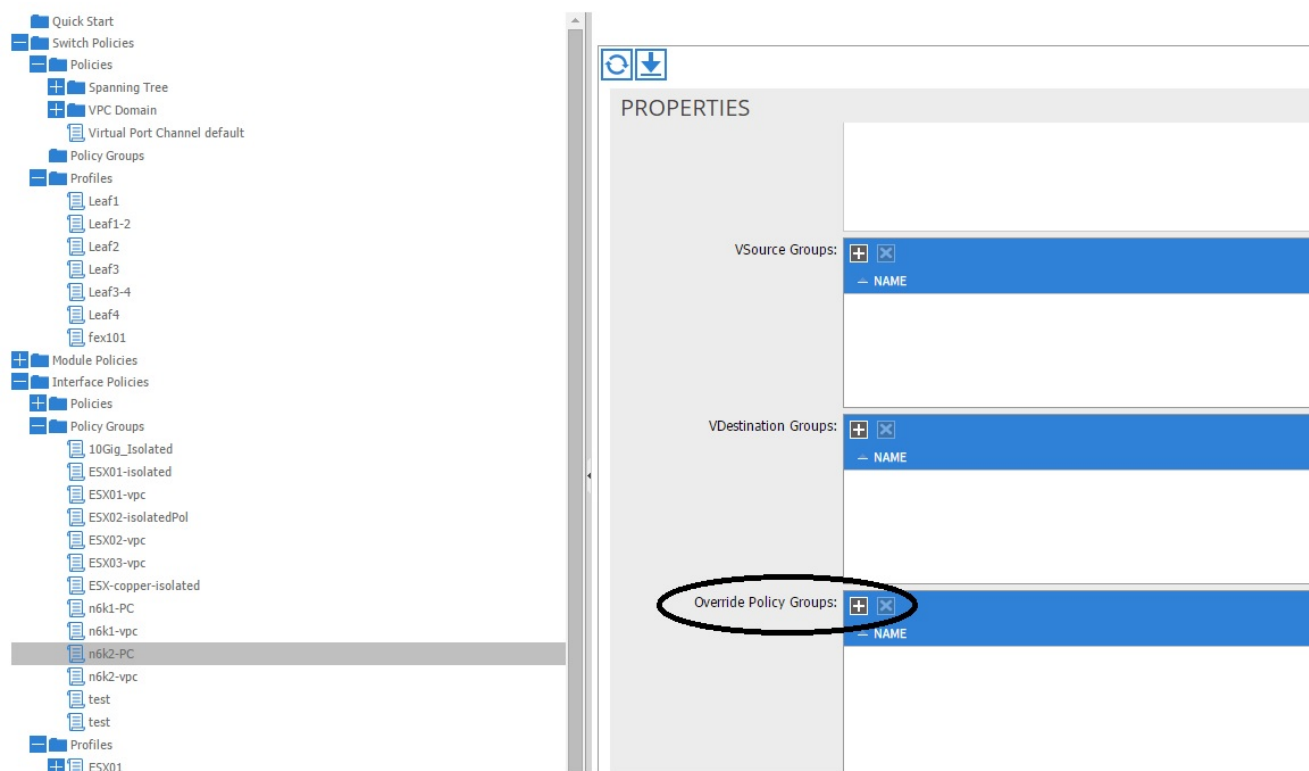 Quick Start
Switch Policies
Policies
Spanning Tree
VPC Domain
Virtual Port Channel default
Policy Groups
Profiles
Leaf1
Leaf1-2
Leaf2
Leaf3
Leaf3-4
Leaf4
fex101
Module Policies
Interface Policies
Policies
Policy Groups
10Gig_Isolated
ESX01-isolated
ESX01-vpc
ESX02-isolatedPol
ESX02-vpc
ESX03-vpc
ESX-copper-isolated
n6k1-PC
n6k1-vpc
n6k2-PC
n6k2-vpc
test
test
Profiles
ESX01
PROPERTIES
VSource Groups:
NAME
VDestination Groups:
NAME
Override Policy Groups:
NAME